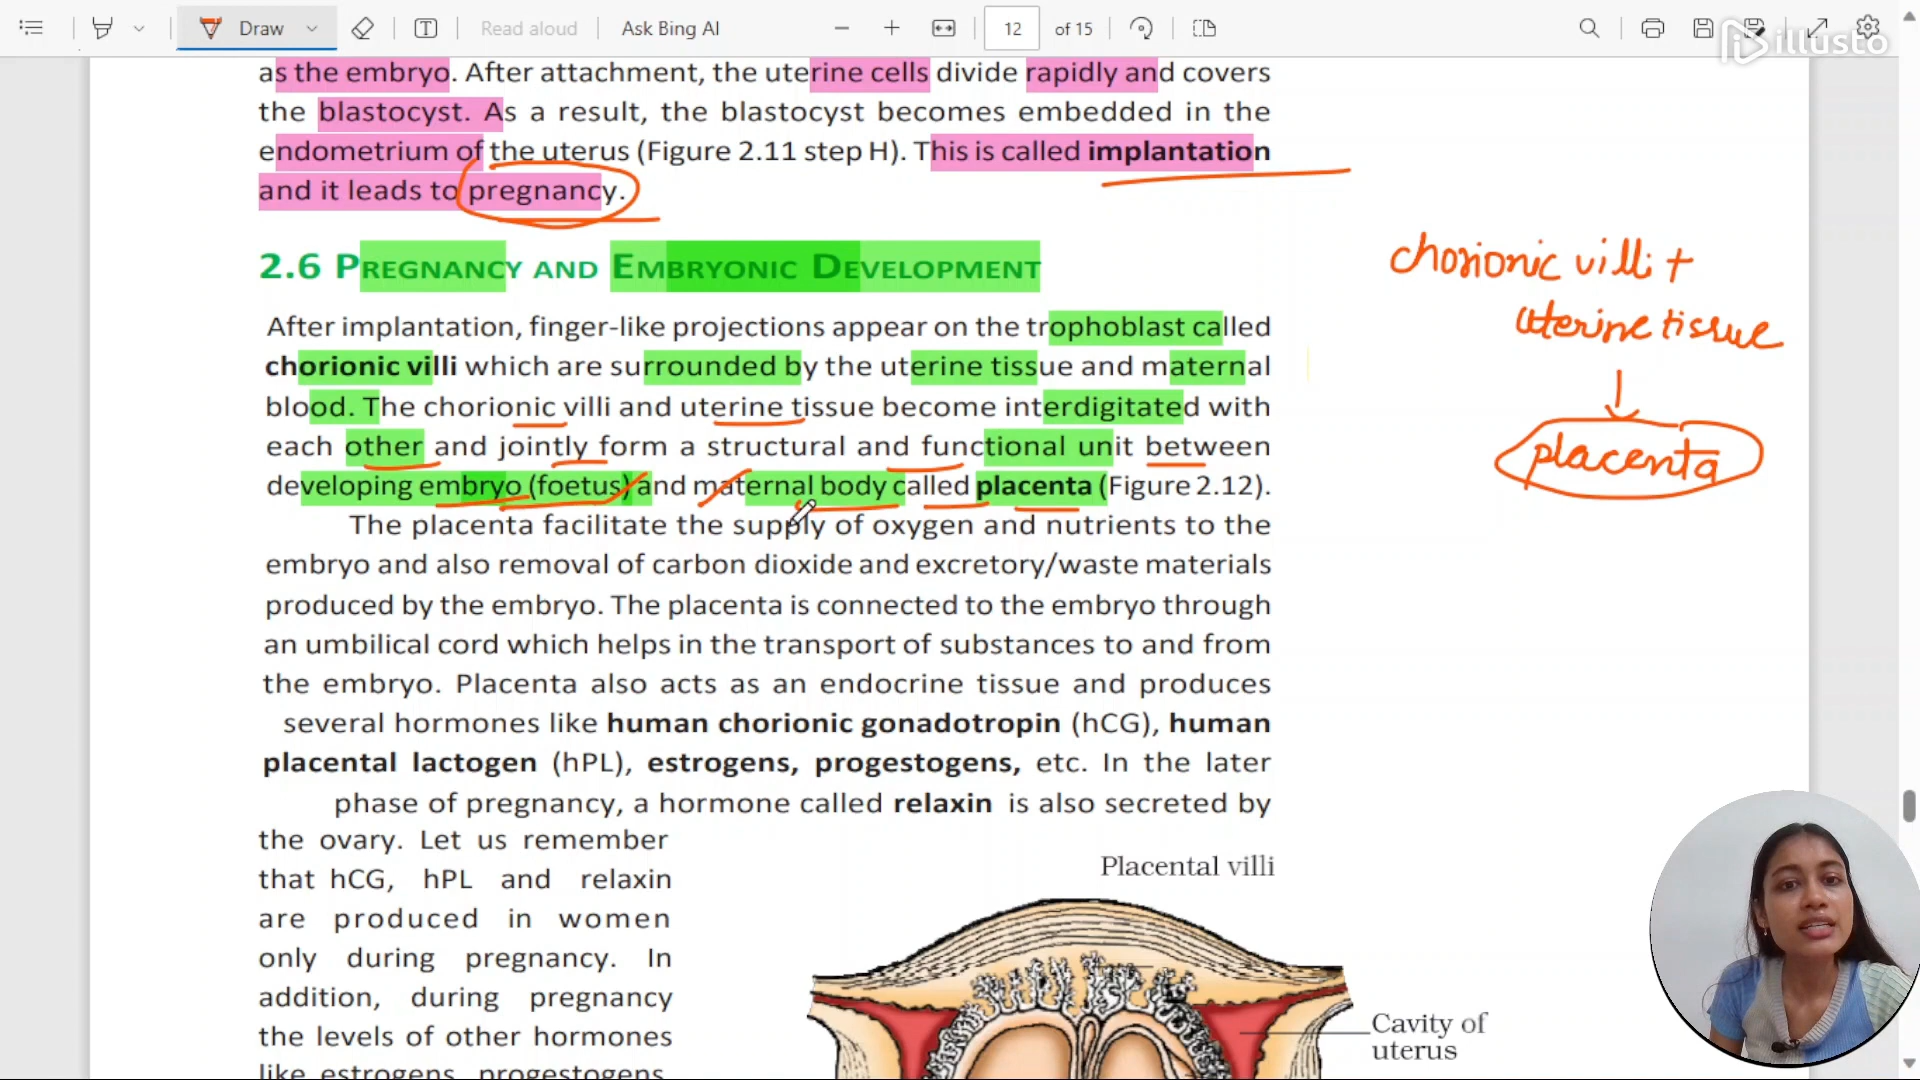 Draw
Read aloud
Ask Bing AI
12
of 15
illusto
as the embryo. After attachment, the uterine cells divide rapidly and covers
the blastocyst. As a result, the blastocyst becomes embedded in the
endometrium of the uterus (Figure 2.11 step H). This is called implantation
and it leads to pregnancy.
2.6 PREGNANCY AND EMBRYONIC DEVELOPMENT
After implantation, finger-like projections appear on the trophoblast called
chorionic villi which are surrounded by the uterine tissue and maternal
blood. The chorionic villi and uterine tissue become interdigitated with
each other and jointly form a structural and functional unit between
developing embryo (foetus) and maternal body called placenta (Figure 2.12).
The placenta facilitate the supply of oxygen and nutrients to the
embryo and also removal of carbon dioxide and excretory/waste materials
produced by the embryo. The placenta is connected to the embryo through
an umbilical cord which helps in the transport of substances to and from
the embryo. Placenta also acts as an endocrine tissue and produces
several hormones like human chorionic gonadotropin (hCG), human
placental lactogen (hPL), estrogens, progestogens, etc. In the later
phase of pregnancy, a hormone called relaxin is also secreted by
the ovary. Let us remember
that hCG, hPL and relaxin
are produced in women
only during pregnancy. In
addition, during pregnancy
the levels of other hormones
like estrogens, progestogens,
chorionic villi +
uterine tissue
placenta
Placental villi
Cavity of
uterus